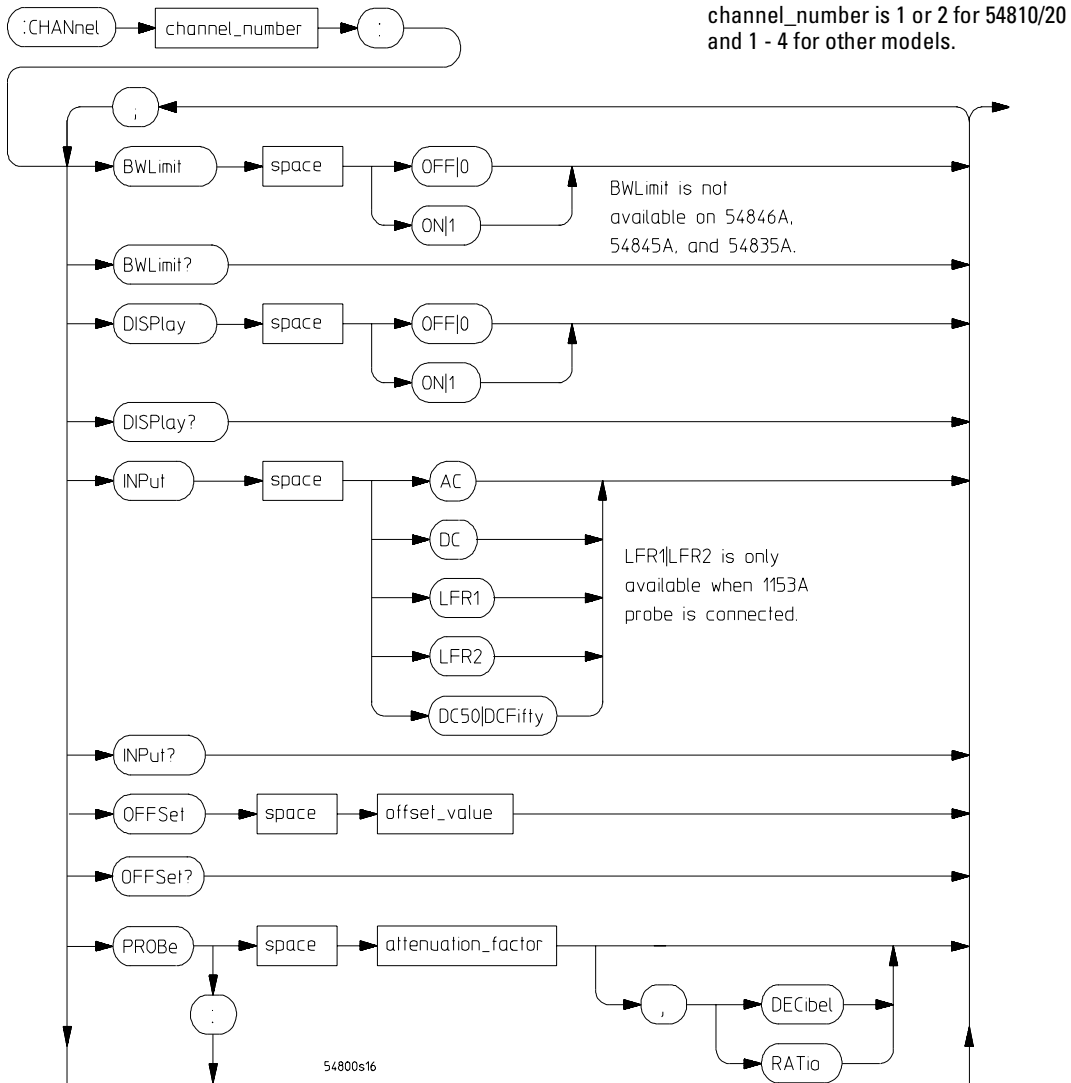 :CHANnel channel_number :
channel_number is 1 or 2 for 54810/20
and 1 - 4 for other models.
;
BWLimit space OFF|0
ON|1
BWLimit is not
available on 54846A,
54845A, and 54835A.
BWLimit?
DISPlay space OFF|0
ON|1
DISPlay?
INPut space AC
DC
LFR1
LFR2
DC50|DCFifty
LFR1|LFR2 is only
available when 1153A
probe is connected.
INPut?
OFFSet space offset_value
OFFSet?
PROBe space attenuation_factor
:
, DECibel
RATio
54800s16